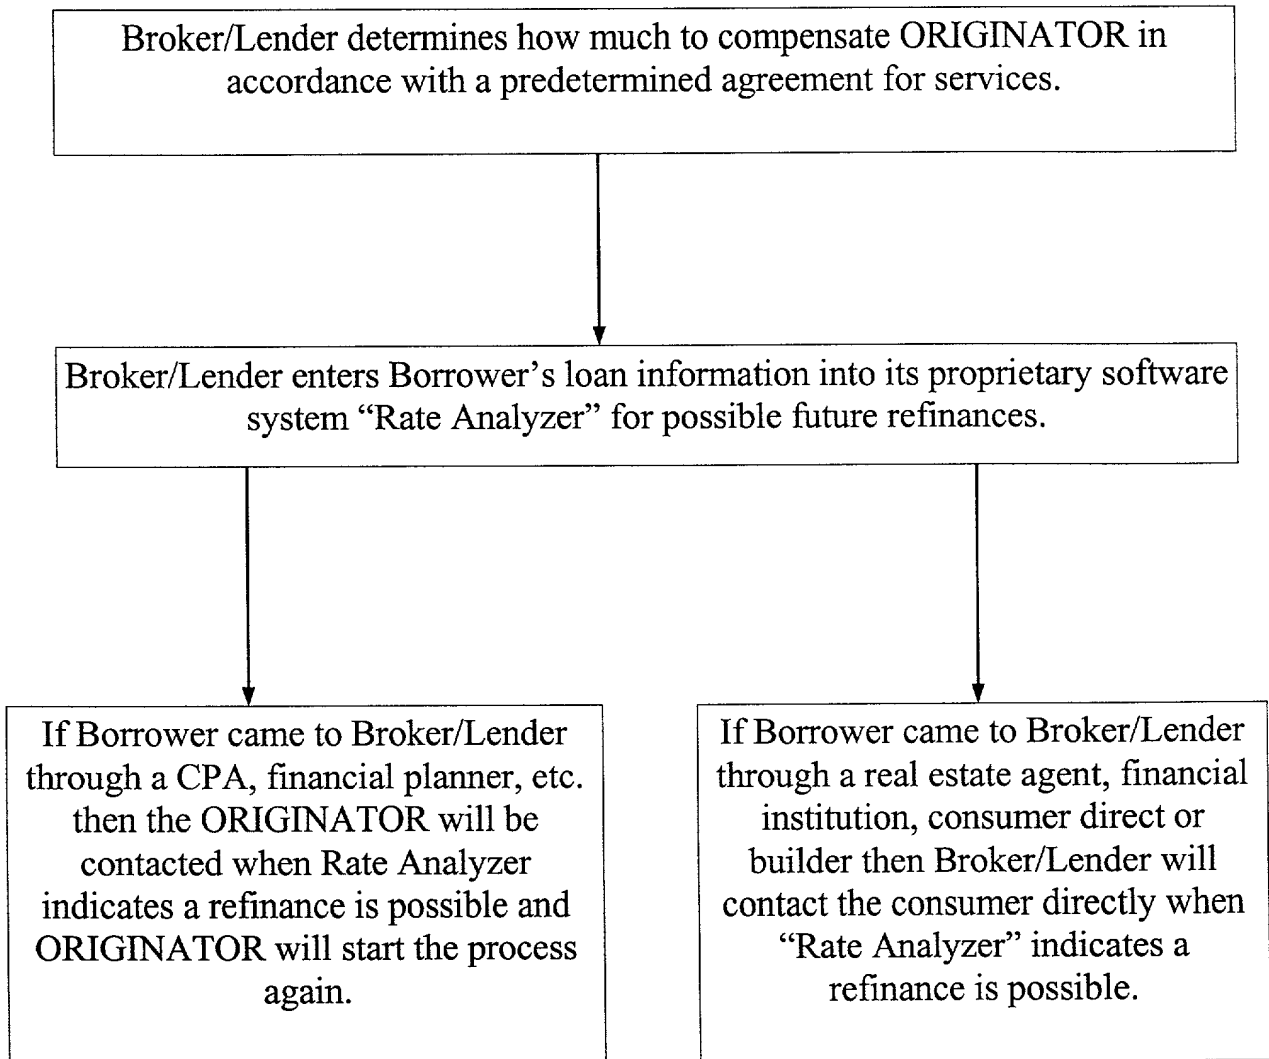 Broker/Lender determines how much to compensate ORIGINATOR in
accordance with a predetermined agreement for services.
Broker/Lender enters Borrower’s loan information into its proprietary software
system “Rate Analyzer” for possible future refinances.
If Borrower came to Broker/Lender
through a CPA, financial planner, etc.
then the ORIGINATOR will be
contacted when Rate Analyzer
indicates a refinance is possible and
ORIGINATOR will start the process
again.
If Borrower came to Broker/Lender
through a real estate agent, financial
institution, consumer direct or
builder then Broker/Lender will
contact the consumer directly when
“Rate Analyzer” indicates a
refinance is possible.